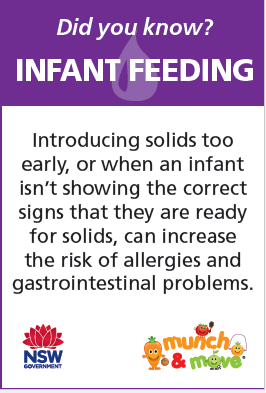 Did you know?
INFANT FEEDING
Introducing solids too
early, or when an infant
isn't showing the correct
signs that they are ready
for solids, can increase
the risk of allergies and
gastrointestinal problems.
NSW
GOVERNMENT
munch
& move